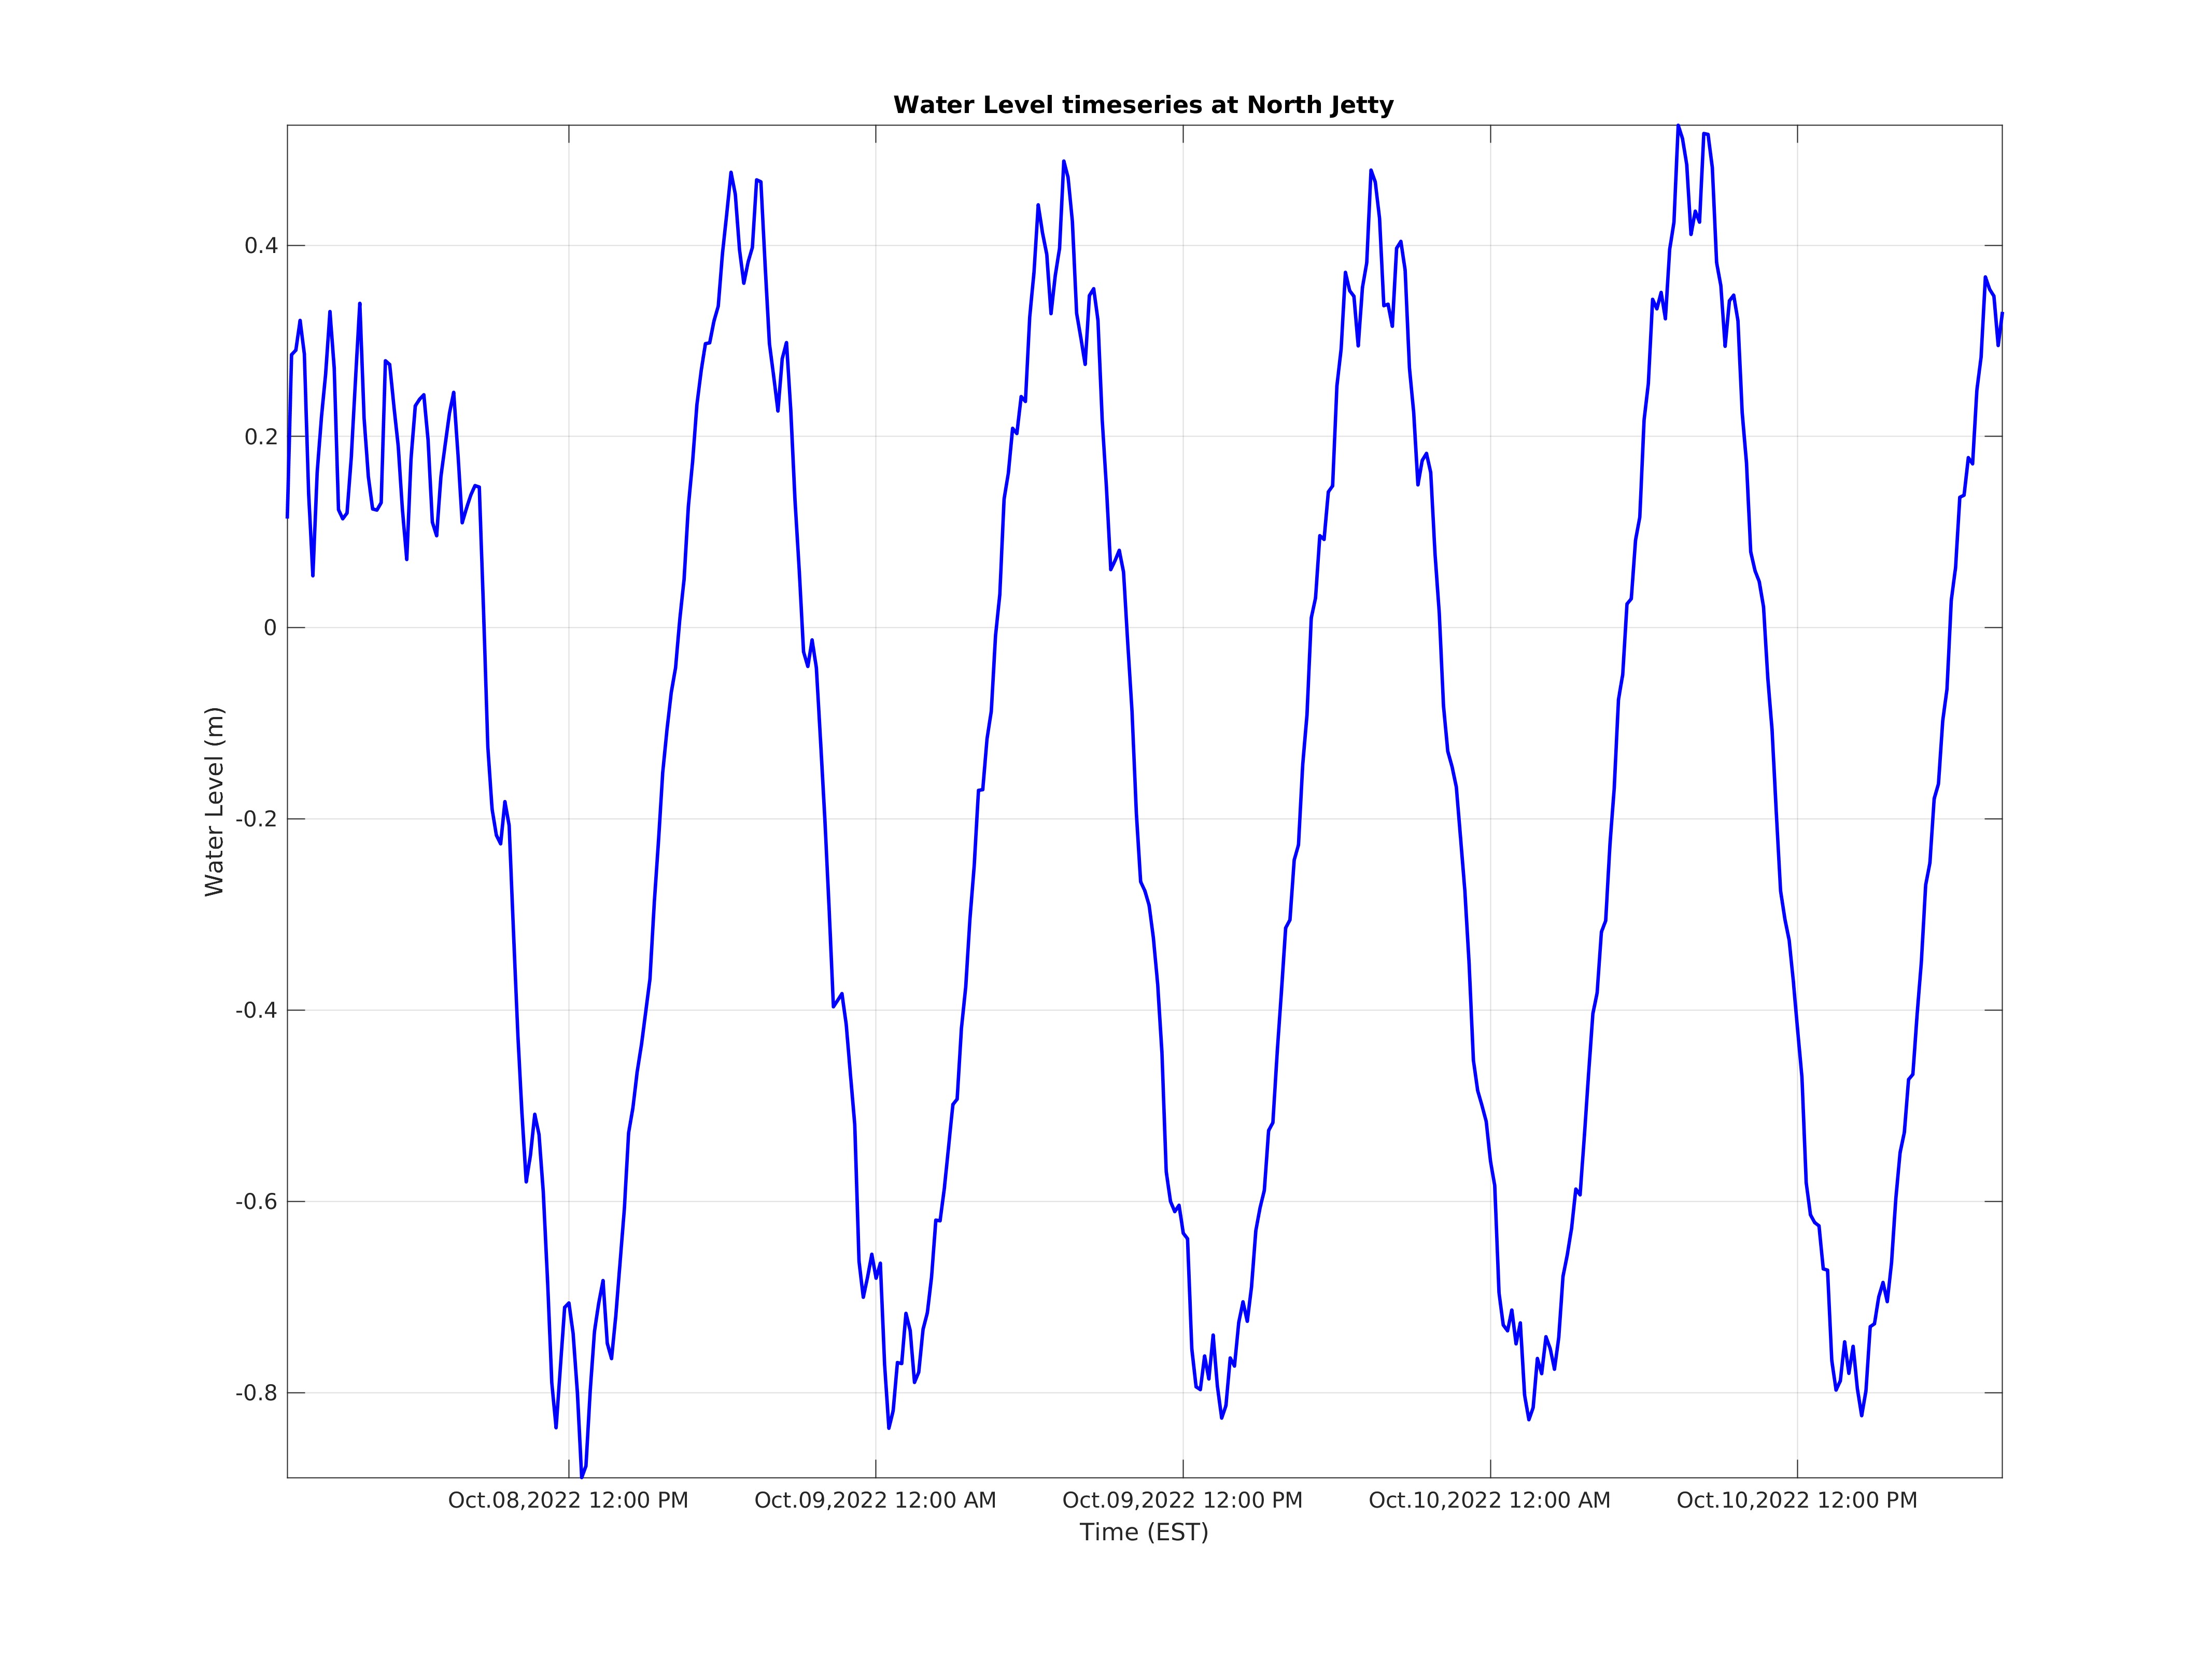 Water Level timeseries at North Jetty
0.4
0.2
0
-0.2
-0.4
-0.6
-0.8
Water Level (m)
Oct.08,2022 12:00 PM
Oct.09,2022 12:00 AM
Oct.09,2022 12:00 PM
Oct.10,2022 12:00 AM
Oct.10,2022 12:00 PM
Time (EST)